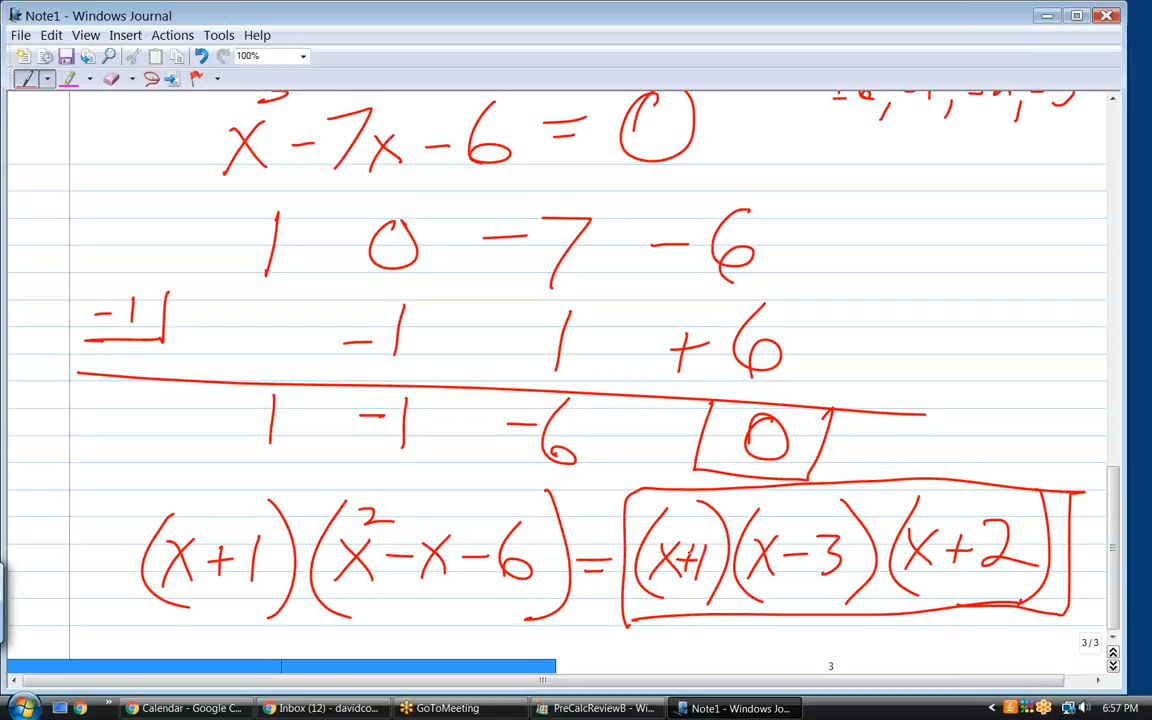 Note1 - Windows Journal
File Edit View Insert Actions Tools Help
100%
x³ - 7x - 6 = 0
1 0 -7 -6
-1 -1 1 +6
1 -1 -6 0
(x+1)(x²-x-6) = (x+1)(x-3)(x+2)
3/3
3
Calendar - Google C... Inbox (12) - davidco... GoToMeeting PreCalcReviewB - Wi... Note1 - Windows Jo... 6:57 PM